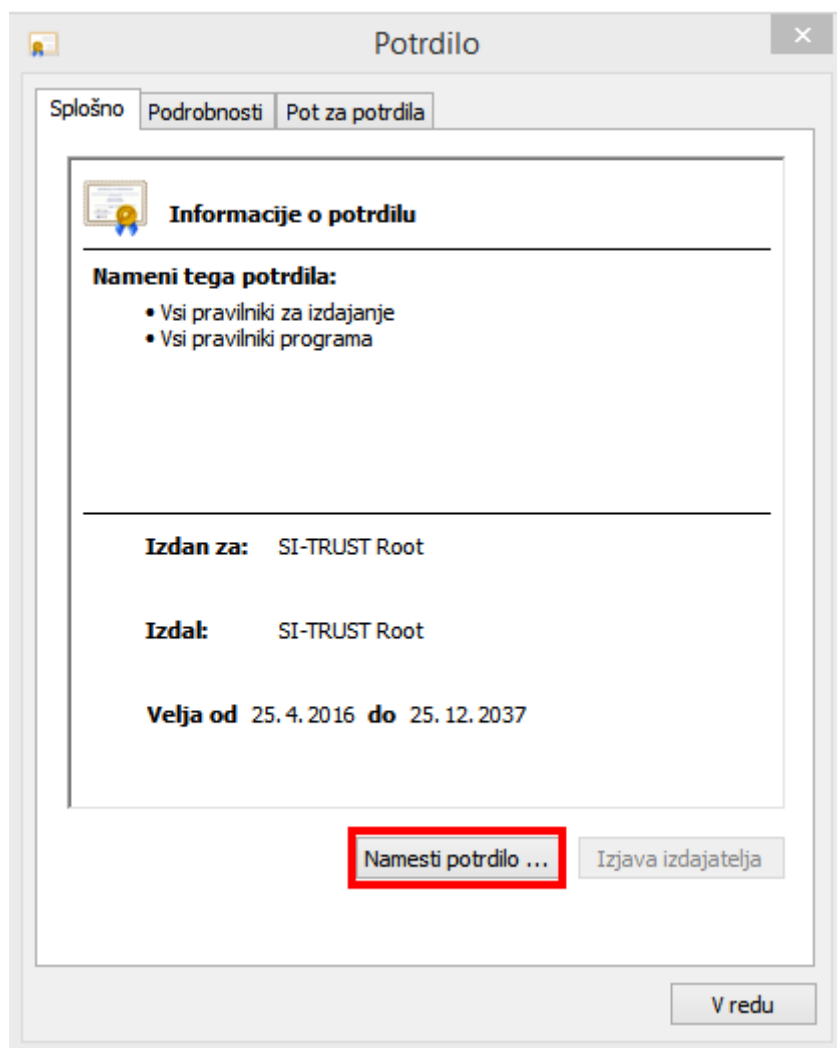 Potrdilo
Splošno Podrobnosti Pot za potrdila
Informacije o potrdilu
Nameni tega potrdila:
• Vsi pravilniki za izdajanje
• Vsi pravilniki programa
Izdan za: SI-TRUST Root
Izdal: SI-TRUST Root
Velja od 25. 4. 2016 do 25. 12. 2037
Namesti potrdilo ... Izjava izdajatelja
V redu